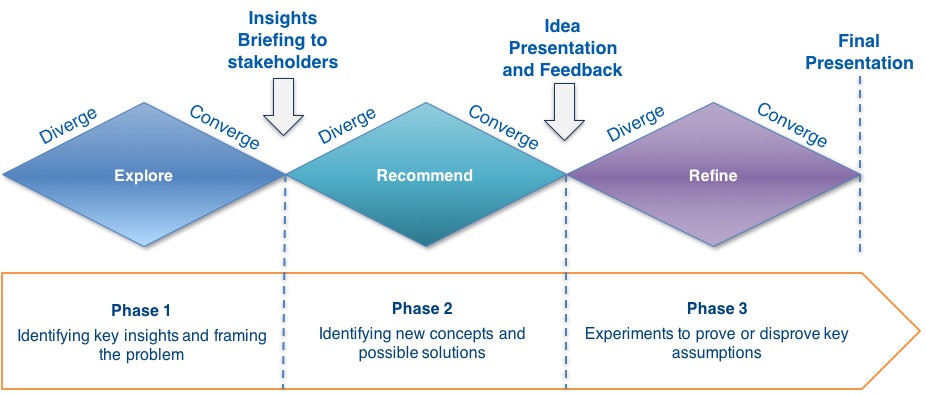 Insights
Briefing to
stakeholders
Idea
Presentation
and Feedback
Final
Presentation
Diverge
Converge
Diverge
Converge
Diverge
Converge
Explore
Recommend
Refine
Phase 1
Identifying key insights and framing
the problem
Phase 2
Identifying new concepts and
possible solutions
Phase 3
Experiments to prove or disprove key
assumptions